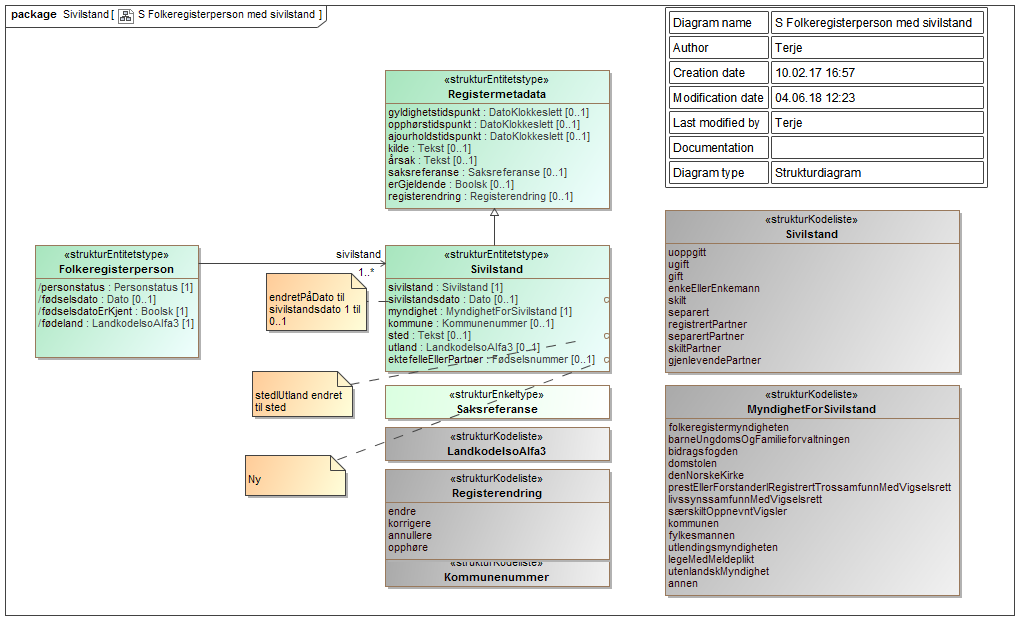 package Sivilstand [ S Folkeregisterperson med sivilstand ]
Diagram name S Folkeregisterperson med sivilstand
Author Terje
Creation date 10.02.17 16:57
Modification date 04.06.18 12:23
Last modified by Terje
Documentation
Diagram type Strukturdiagram
«strukturEntitetstype»
Registermetadata
gyldighetstidspunkt : DatoKlokkeslett [0..1]
opphørstidspunkt : DatoKlokkeslett [0..1]
ajourholdstidspunkt : DatoKlokkeslett [0..1]
kilde : Tekst [0..1]
årsak : Tekst [0..1]
saksreferanse : Saksreferanse [0..1]
erGjeldende : Boolsk [0..1]
registerendring : Registerendring [0..1]
«strukturEntitetstype»
Folkeregisterperson
/personstatus : Personstatus [1]
/fødselsdato : Dato [0..1]
/fødselsdatoErKjent : Boolsk [1]
/fødeland : LandkodeIsoAlfa3 [1]
sivilstand
1..*
endretPåDato til
sivilstandsdato 1 til
0..1
«strukturEntitetstype»
Sivilstand
sivilstand : Sivilstand [1]
sivilstandsdato : Dato [0..1]
myndighet : MyndighetForSivilstand [1]
kommune : Kommunenummer [0..1]
sted : Tekst [0..1]
utland : LandkodeIsoAlfa3 [0..1]
ektefelleEllerPartner : Fødselsnummer [0..1]
stedIUtland endret
til sted
Ny
«strukturEnkeltype»
Saksreferanse
«strukturKodeliste»
LandkodeIsoAlfa3
«strukturKodeliste»
Registerendring
endre
korrigere
annullere
opphøre
«strukturKodeliste»
Kommunenummer
«strukturKodeliste»
Sivilstand
uoppgitt
ugift
gift
enkeEllerEnkemann
skilt
separert
registrertPartner
separertPartner
skiltPartner
gjenlevendePartner
«strukturKodeliste»
MyndighetForSivilstand
folkeregistermyndigheten
barneUngdomsOgFamilieforvaltningen
bidragsfogden
domstolen
denNorskeKirke
prestEllerForstanderIRegistrertTrossamfunnMedVigselsrett
livssynssamfunnMedVigselsrett
særskiltOppnevntVigsler
kommunen
fylkesmannen
utlendingsmyndigheten
legeMedMeldeplikt
utenlandskMyndighet
annen